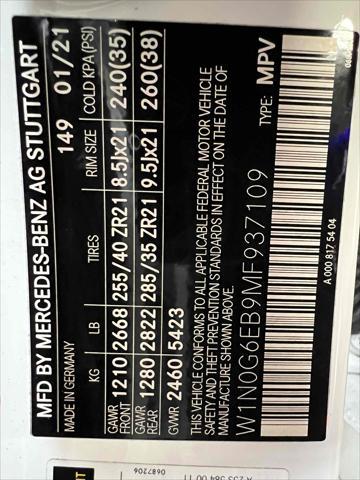 MFD BY MERCEDES-BENZ AG STUTTGART
MADE IN GERMANY 149 01/21
KG LB TIRES RIM SIZE COLD KPA (PSI)
GAWR FRONT 1210 2668 255/40 ZR21 8.5Jx21 240(35)
GAWR REAR 1280 2822 285/35 ZR21 9.5Jx21 260(38)
GVWR 2460 5423
THIS VEHICLE CONFORMS TO ALL APPLICABLE FEDERAL MOTOR VEHICLE
SAFETY AND THEFT PREVENTION STANDARDS IN EFFECT ON THE DATE OF
MANUFACTURE SHOWN ABOVE.
W1N0G6EB9MF937109 TYPE: MPV
A 000 817 54 04
0687206